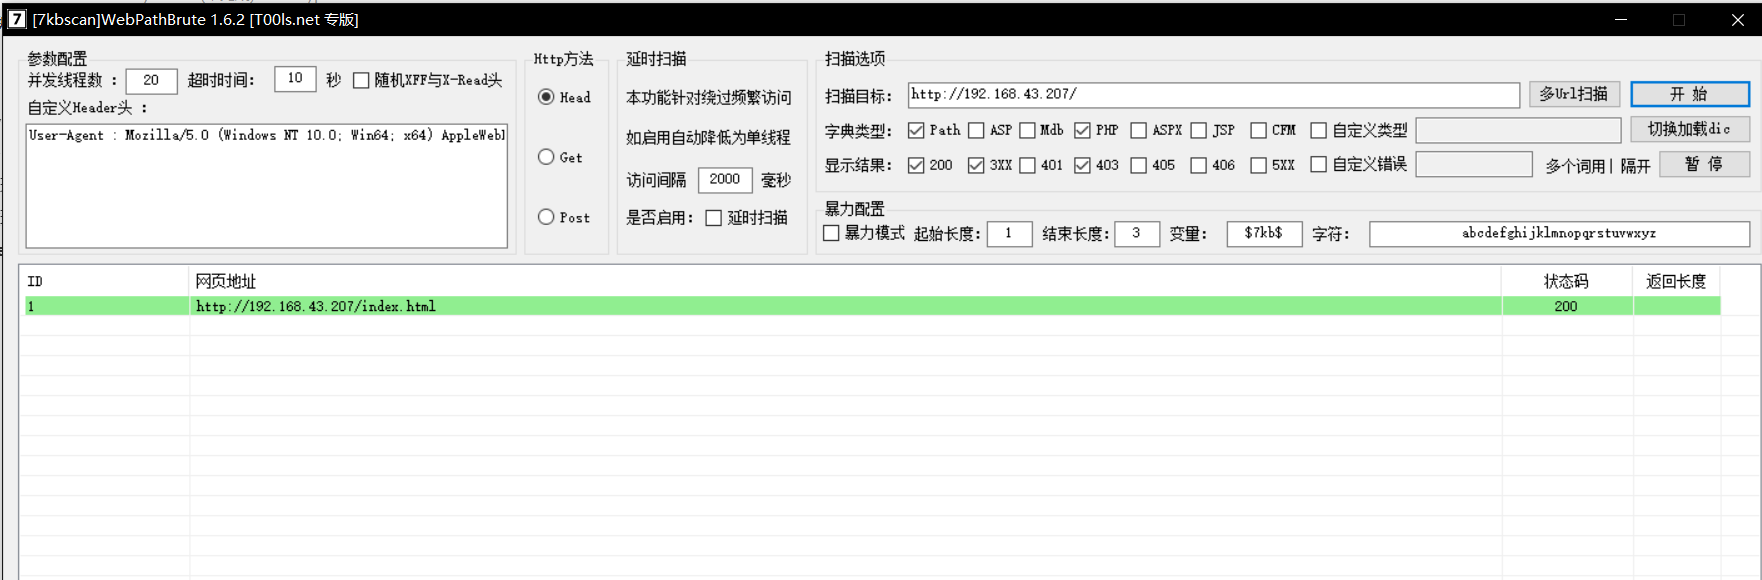 7 [7kbscan]WebPathBrute 1.6.2 [T00ls.net 专版]
参数配置
并发线程数 : 20 超时时间: 10 秒 随机XFF与X-Read头
自定义Header头 :
User-Agent : Mozilla/5.0 (Windows NT 10.0; Win64; x64) AppleWeb
Http方法
Head
Get
Post
延时扫描
本功能针对绕过频繁访问
如启用自动降低为单线程
访问间隔 2000 毫秒
是否启用: 延时扫描
扫描选项
扫描目标: http://192.168.43.207/ 多Url扫描 开 始
字典类型: Path ASP Mdb PHP ASPX JSP CFM 自定义类型 切换加载dic
显示结果: 200 3XX 401 403 405 406 5XX 自定义错误 多个词用| 隔开 暂 停
暴力配置
暴力模式 起始长度: 1 结束长度: 3 变量: $7kb$ 字符: abcdefghijklmnopqrstuvwxyz
ID 网页地址 状态码 返回长度
1 http://192.168.43.207/index.html 200